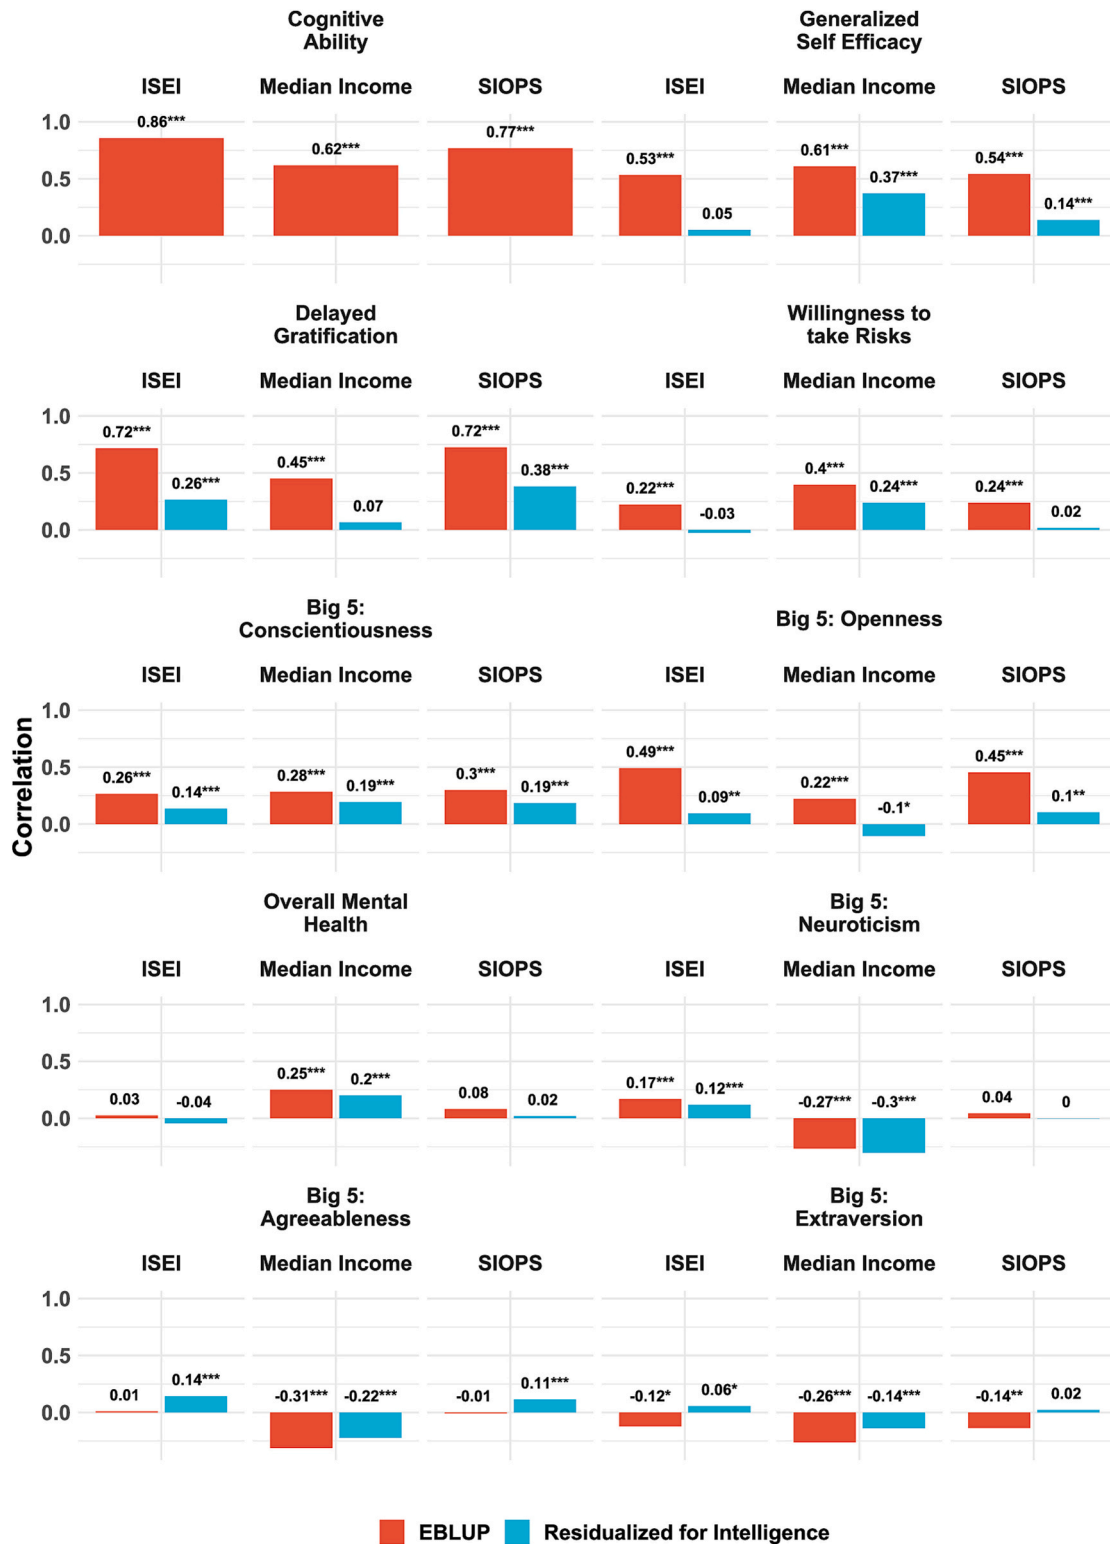 Cognitive
Ability
Generalized
Self Efficacy
ISEI
Median Income
SIOPS
ISEI
Median Income
SIOPS
1.0
0.5
0.0
0.86***
0.62***
0.77***
0.53***
0.05
0.61***
0.37***
0.54***
0.14***
Delayed
Gratification
Willingness to
take Risks
ISEI
Median Income
SIOPS
ISEI
Median Income
SIOPS
1.0
0.5
0.0
0.72***
0.26***
0.45***
0.07
0.72***
0.38***
0.22***
-0.03
0.4***
0.24***
0.24***
0.02
Big 5:
Conscientiousness
Big 5: Openness
ISEI
Median Income
SIOPS
ISEI
Median Income
SIOPS
Correlation
1.0
0.5
0.0
0.26***
0.14***
0.28***
0.19***
0.3***
0.19***
0.49***
0.09**
0.22***
-0.1*
0.45***
0.1**
Overall Mental
Health
Big 5:
Neuroticism
ISEI
Median Income
SIOPS
ISEI
Median Income
SIOPS
1.0
0.5
0.0
0.03
-0.04
0.25***
0.2***
0.08
0.02
0.17***
0.12***
-0.27***
-0.3***
0.04
0
Big 5:
Agreeableness
Big 5:
Extraversion
ISEI
Median Income
SIOPS
ISEI
Median Income
SIOPS
1.0
0.5
0.0
0.01
0.14***
-0.31***
-0.22***
-0.01
0.11***
-0.12*
0.06*
-0.26***
-0.14***
-0.14**
0.02
EBLUP
Residualized for Intelligence